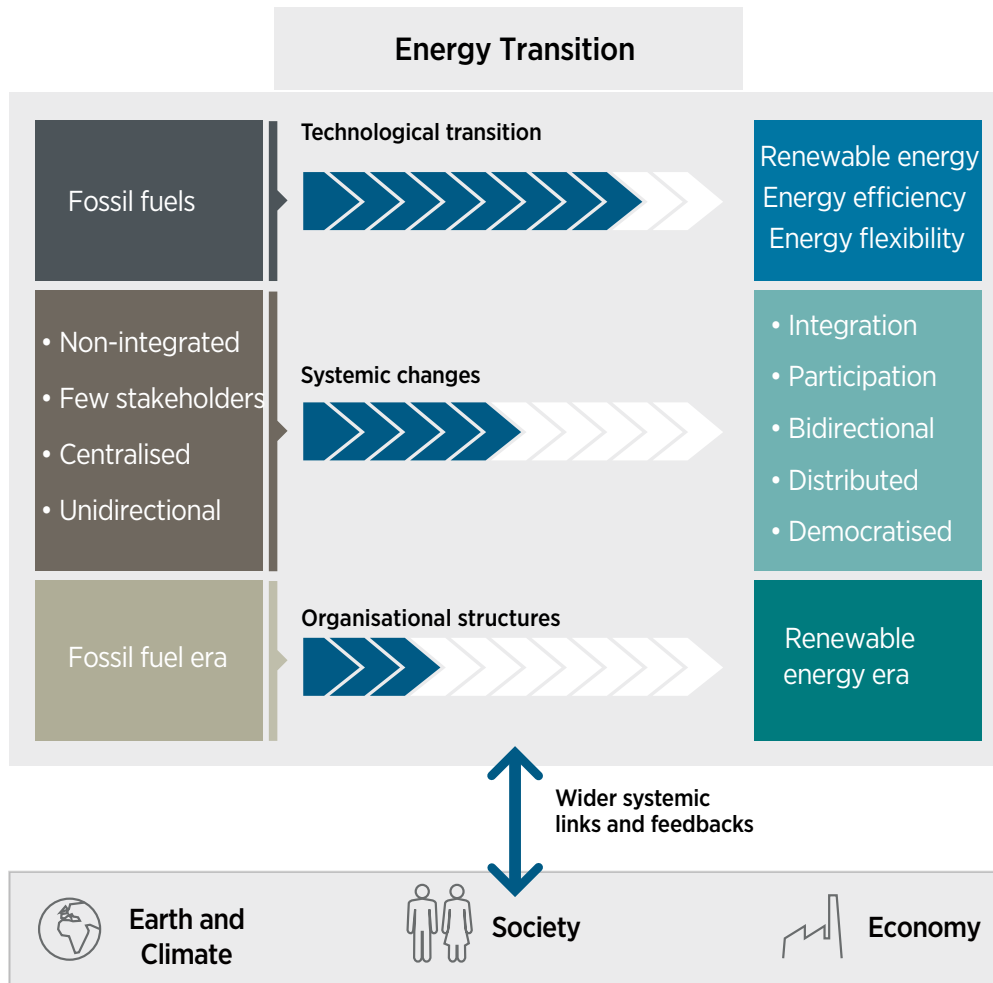 Energy Transition
Technological transition
Fossil fuels
Renewable energy
Energy efficiency
Energy flexibility
• Non-integrated
• Few stakeholders
• Centralised
• Unidirectional
Systemic changes
• Integration
• Participation
• Bidirectional
• Distributed
• Democratised
Organisational structures
Fossil fuel era
Renewable
energy era
Wider systemic
links and feedbacks
Earth and
Climate
Society
Economy